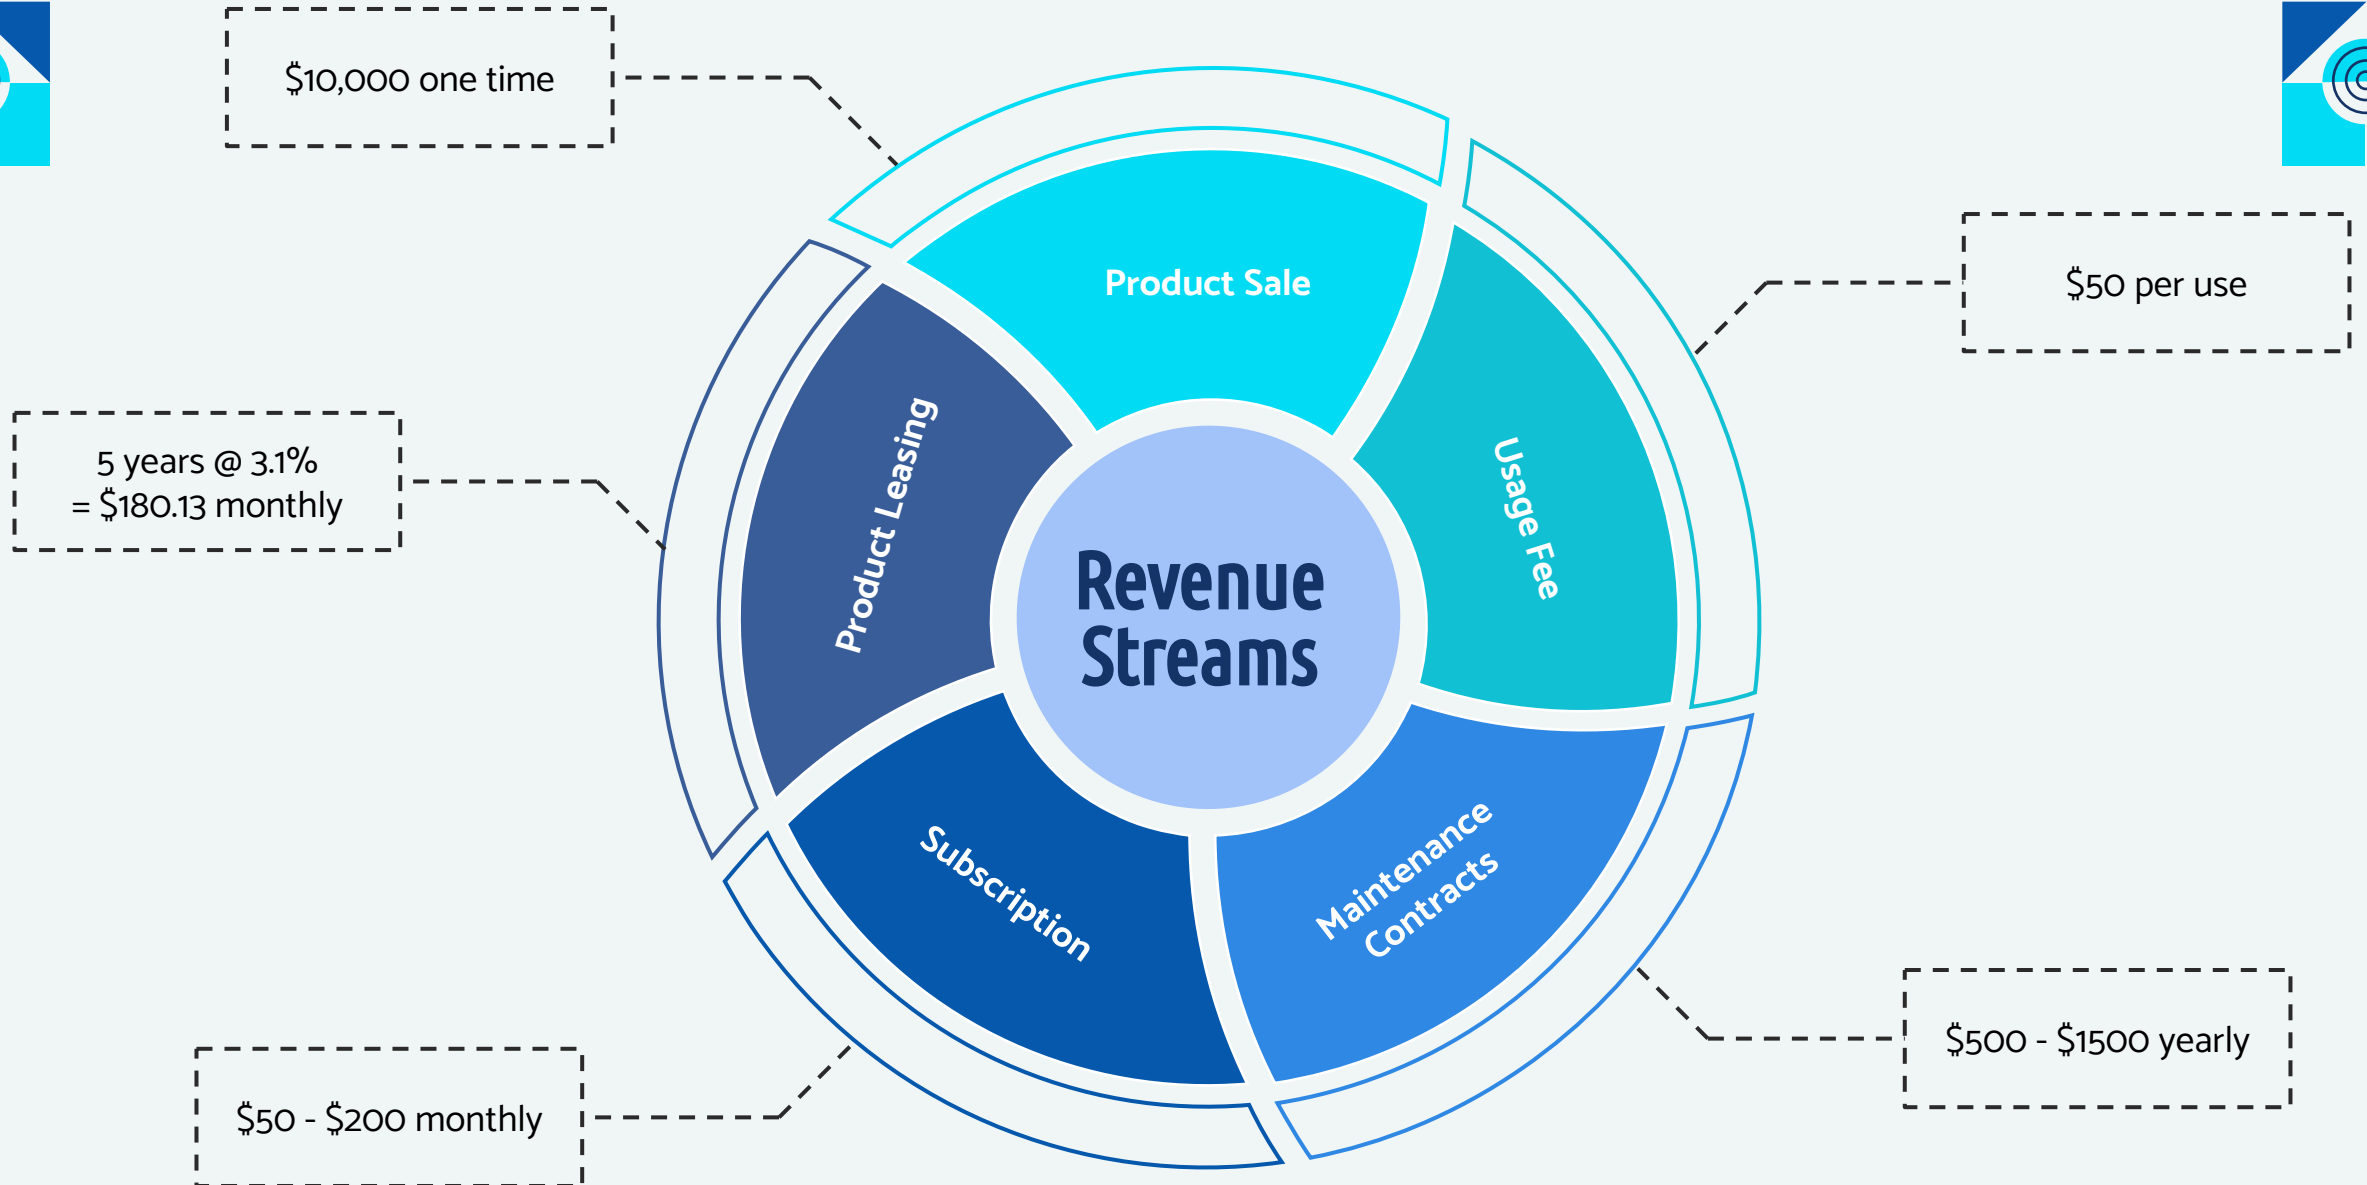 $10,000 one time
Product Sale
$50 per use
Usage Fee
5 years @ 3.1%
= $180.13 monthly
Product Leasing
Revenue
Streams
Maintenance
Contracts
Subscription
$500 - $1500 yearly
$50 - $200 monthly